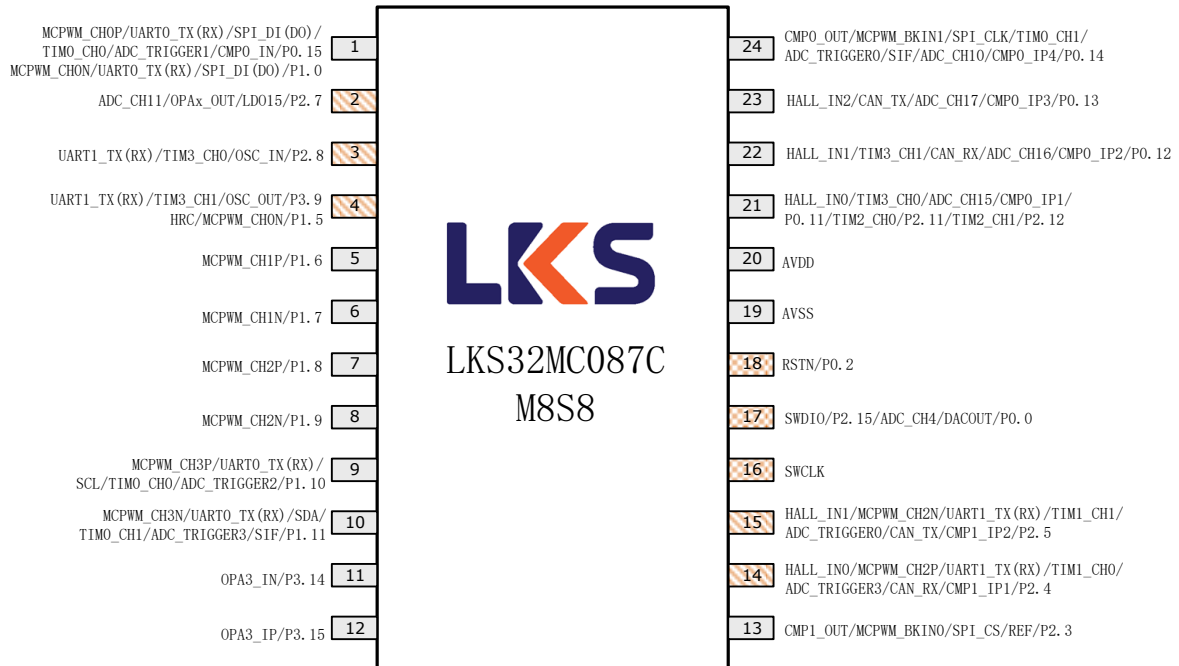 MCPWM_CH0P/UART0_TX(RX)/SPI_DI(DO)/
TIM0_CH0/ADC_TRIGGER1/CMP0_IN/P0.15
MCPWM_CH0N/UART0_TX(RX)/SPI_DI(DO)/P1.0
1
ADC_CH11/OPAx_OUT/LDO15/P2.7
2
UART1_TX(RX)/TIM3_CH0/OSC_IN/P2.8
3
UART1_TX(RX)/TIM3_CH1/OSC_OUT/P3.9
HRC/MCPWM_CH0N/P1.5
4
MCPWM_CH1P/P1.6
5
MCPWM_CH1N/P1.7
6
MCPWM_CH2P/P1.8
7
MCPWM_CH2N/P1.9
8
MCPWM_CH3P/UART0_TX(RX)/
SCL/TIM0_CH0/ADC_TRIGGER2/P1.10
9
MCPWM_CH3N/UART0_TX(RX)/SDA/
TIM0_CH1/ADC_TRIGGER3/SIF/P1.11
10
OPA3_IN/P3.14
11
OPA3_IP/P3.15
12
LKS
LKS32MC087C
M8S8
24
CMP0_OUT/MCPWM_BKIN1/SPI_CLK/TIM0_CH1/
ADC_TRIGGER0/SIF/ADC_CH10/CMP0_IP4/P0.14
23
HALL_IN2/CAN_TX/ADC_CH17/CMP0_IP3/P0.13
22
HALL_IN1/TIM3_CH1/CAN_RX/ADC_CH16/CMP0_IP2/P0.12
21
HALL_IN0/TIM3_CH0/ADC_CH15/CMP0_IP1/
P0.11/TIM2_CH0/P2.11/TIM2_CH1/P2.12
20
AVDD
19
AVSS
18
RSTN/P0.2
17
SWDIO/P2.15/ADC_CH4/DACOUT/P0.0
16
SWCLK
15
HALL_IN1/MCPWM_CH2N/UART1_TX(RX)/TIM1_CH1/
ADC_TRIGGER0/CAN_TX/CMP1_IP2/P2.5
14
HALL_IN0/MCPWM_CH2P/UART1_TX(RX)/TIM1_CH0/
ADC_TRIGGER3/CAN_RX/CMP1_IP1/P2.4
13
CMP1_OUT/MCPWM_BKIN0/SPI_CS/REF/P2.3